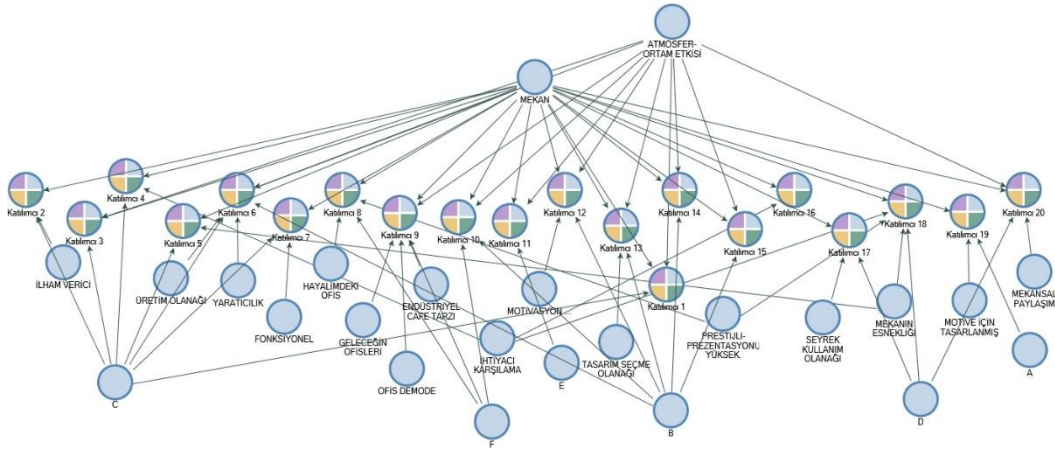 ATMOSFER-
ORTAM ETKİSİ
MEKAN
Katılımcı 2
Katılımcı 3
Katılımcı 4
Katılımcı 5
Katılımcı 6
Katılımcı 7
Katılımcı 8
Katılımcı 9
Katılımcı 10
Katılımcı 11
Katılımcı 12
Katılımcı 13
Katılımcı 14
Katılımcı 15
Katılımcı 16
Katılımcı 17
Katılımcı 18
Katılımcı 19
Katılımcı 20
Katılımcı 1
İLHAM VERİCİ
ÜRETİM OLANAĞI
YARATICILIK
FONKSİYONEL
HAYALİMDEKİ
OFİS
GELECEĞİN
OFİSLERİ
ENDÜSTRİYEL
CAFE TARZI
OFİS DEMODE
MOTİVASYON ...
İHTİYACI
KARŞILAMA
TASARIM SEÇME
OLANAĞI
PRESTİJLİ-
PREZENTASYONU
YÜKSEK.
SEYREK
KULLANIM
OLANAĞI
MEKANIN
ESNEKLİĞİ
MOTİVE İÇİN
TASARLANMIŞ
MEKANSAL
PAYLAŞIM
C
F
E
B
D
A